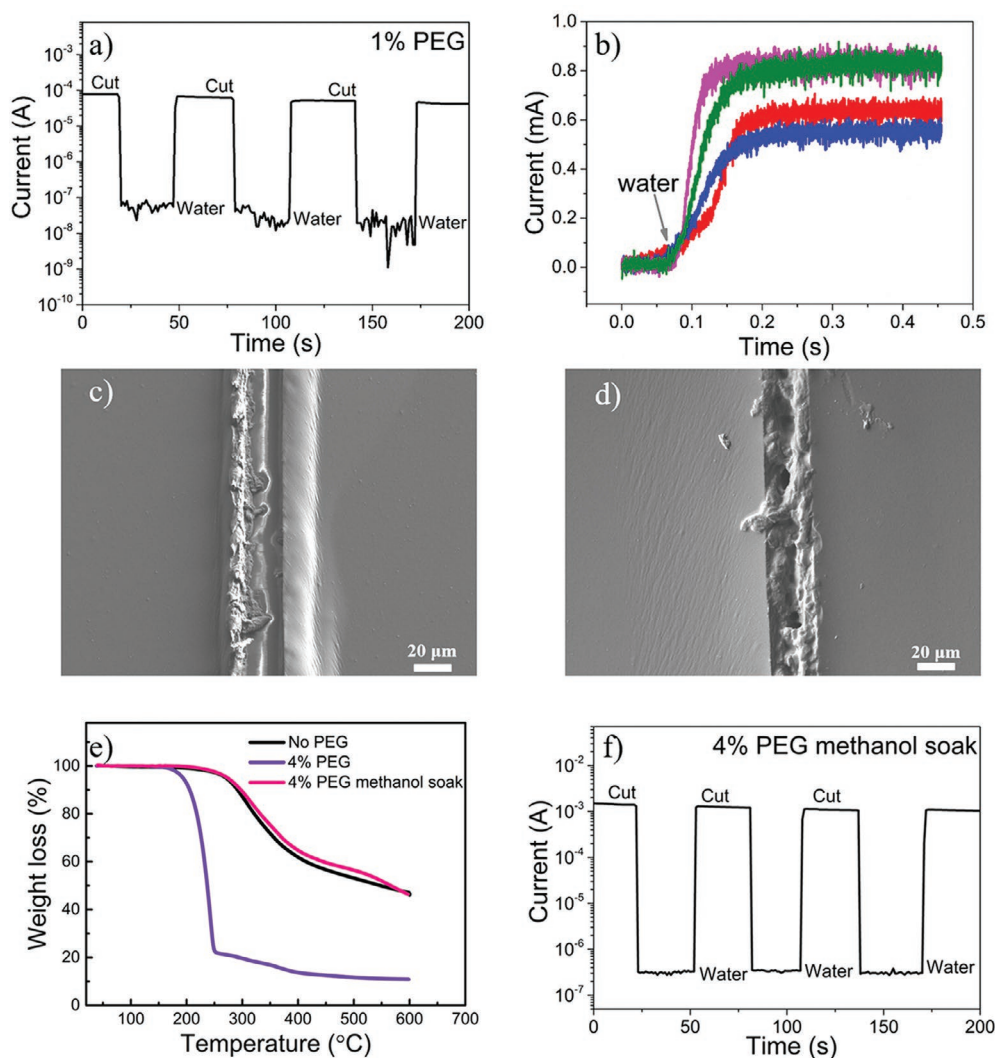 a)
1% PEG
Cut
Cut
Cut
Water
Water
Water
10⁻³
10⁻⁴
10⁻⁵
10⁻⁶
10⁻⁷
10⁻⁸
10⁻⁹
10⁻¹⁰
Current (A)
0 50 100 150 200
Time (s)
b)
water
1.0
0.8
0.6
0.4
0.2
0.0
Current (mA)
0.0 0.1 0.2 0.3 0.4 0.5
Time (s)
c)
20 μm
d)
20 μm
e)
No PEG
4% PEG
4% PEG methanol soak
100
80
60
40
20
0
Weight loss (%)
100 200 300 400 500 600 700
Temperature (°C)
f)
4% PEG methanol soak
Cut
Cut
Cut
Water
Water
Water
10⁻²
10⁻³
10⁻⁴
10⁻⁵
10⁻⁶
10⁻⁷
Current (A)
0 50 100 150 200
Time (s)